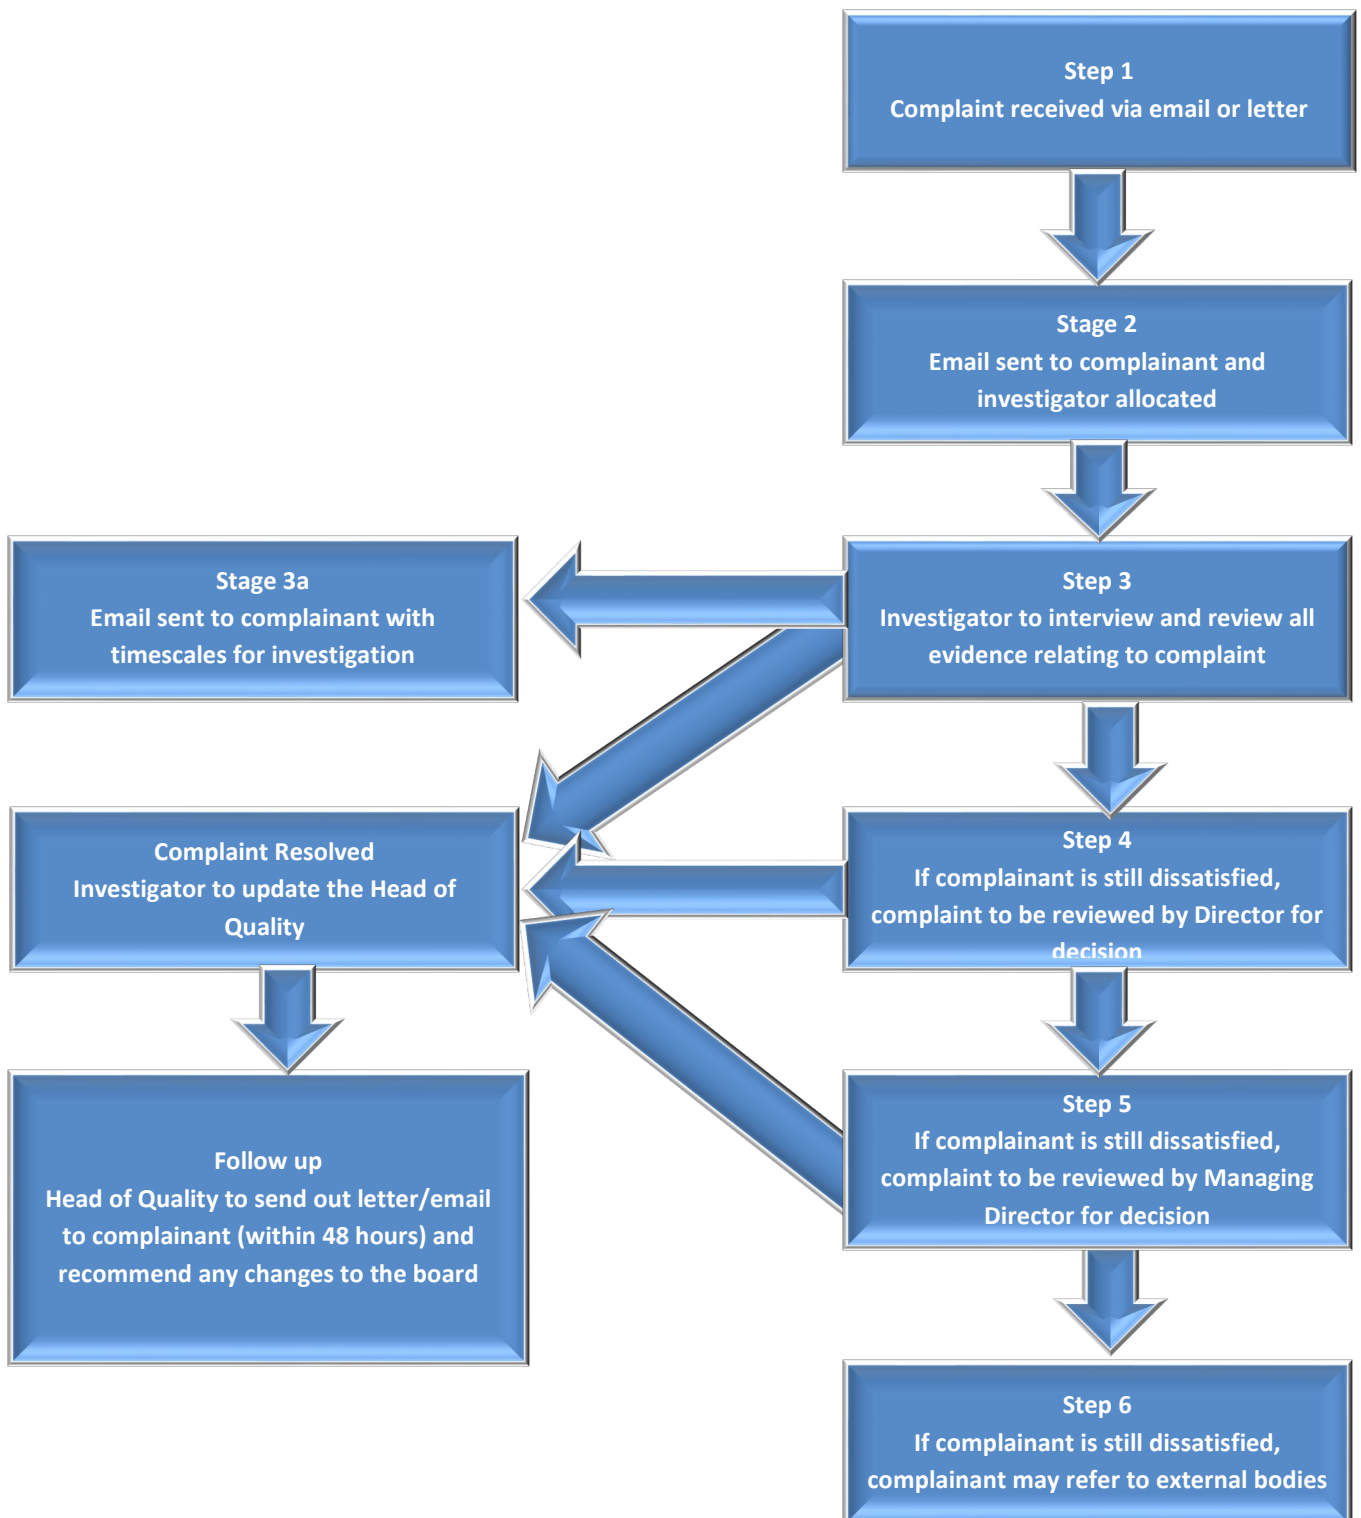 Step 1
Complaint received via email or letter
Stage 2
Email sent to complainant and
investigator allocated
Stage 3a
Email sent to complainant with
timescales for investigation
Step 3
Investigator to interview and review all
evidence relating to complaint
Complaint Resolved
Investigator to update the Head of
Quality
Step 4
If complainant is still dissatisfied,
complaint to be reviewed by Director for
decision
Follow up
Head of Quality to send out letter/email
to complainant (within 48 hours) and
recommend any changes to the board
Step 5
If complainant is still dissatisfied,
complaint to be reviewed by Managing
Director for decision
Step 6
If complainant is still dissatisfied,
complainant may refer to external bodies